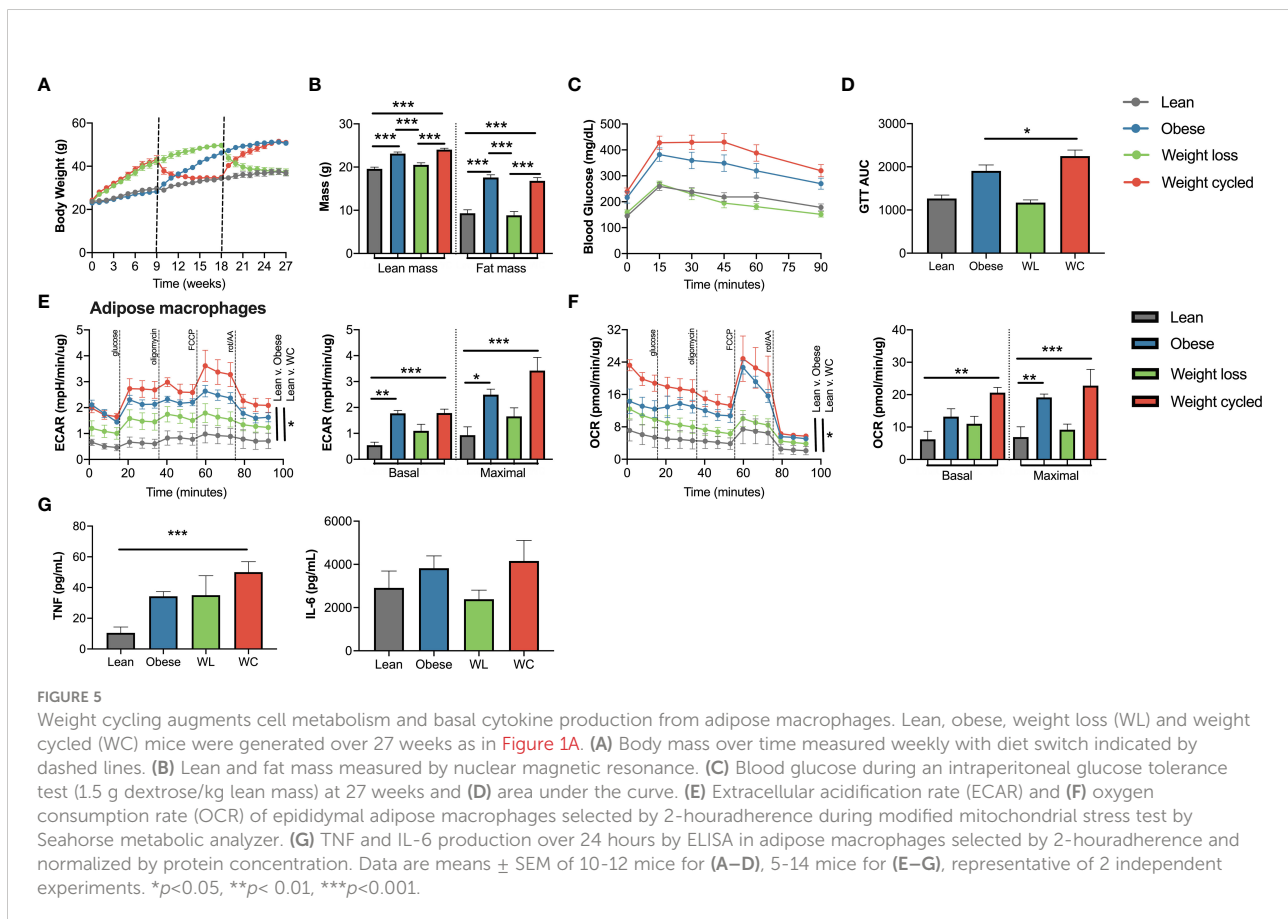 A
Body Weight (g)
60
50
40
30
20
10
0
0 3 6 9 12 15 18 21 24 27
Time (weeks)
B
Mass (g)
30
20
10
0
***
***
***
***
***
***
***
***
***
***
Lean mass
Fat mass
C
Blood Glucose (mg/dL)
500
400
300
200
100
0
0 15 30 45 60 75 90
Time (minutes)
D
GTT AUC
3000
2000
1000
0
*
Lean Obese WL WC
Lean
Obese
Weight loss
Weight cycled
E
Adipose macrophages
ECAR (mpH/min/ug)
5
4
3
2
1
0
glucose
oligomycin
FCCP
rot/AA
0 20 40 60 80 100
Time (minutes)
Lean v. Obese
Lean v. WC
*
ECAR (mpH/min/ug)
5
4
3
2
1
0
**
***
*
***
Basal
Maximal
F
OCR (pmol/min/ug)
36
30
24
18
12
6
0
glucose
oligomycin
FCCP
rot/AA
0 20 40 60 80 100
Time (minutes)
Lean v. Obese
Lean v. WC
*
OCR (pmol/min/ug)
40
30
20
10
0
**
**
***
Basal
Maximal
Lean
Obese
Weight loss
Weight cycled
G
TNF (pg/mL)
80
60
40
20
0
***
Lean Obese WL WC
IL-6 (pg/mL)
6000
4000
2000
0
Lean Obese WL WC
FIGURE 5
Weight cycling augments cell metabolism and basal cytokine production from adipose macrophages. Lean, obese, weight loss (WL) and weight
cycled (WC) mice were generated over 27 weeks as in Figure 1A. (A) Body mass over time measured weekly with diet switch indicated by
dashed lines. (B) Lean and fat mass measured by nuclear magnetic resonance. (C) Blood glucose during an intraperitoneal glucose tolerance
test (1.5 g dextrose/kg lean mass) at 27 weeks and (D) area under the curve. (E) Extracellular acidification rate (ECAR) and (F) oxygen
consumption rate (OCR) of epididymal adipose macrophages selected by 2-houradherence during modified mitochondrial stress test by
Seahorse metabolic analyzer. (G) TNF and IL-6 production over 24 hours by ELISA in adipose macrophages selected by 2-houradherence and
normalized by protein concentration. Data are means ± SEM of 10-12 mice for (A–D), 5-14 mice for (E–G), representative of 2 independent
experiments. *p<0.05, **p< 0.01, ***p<0.001.